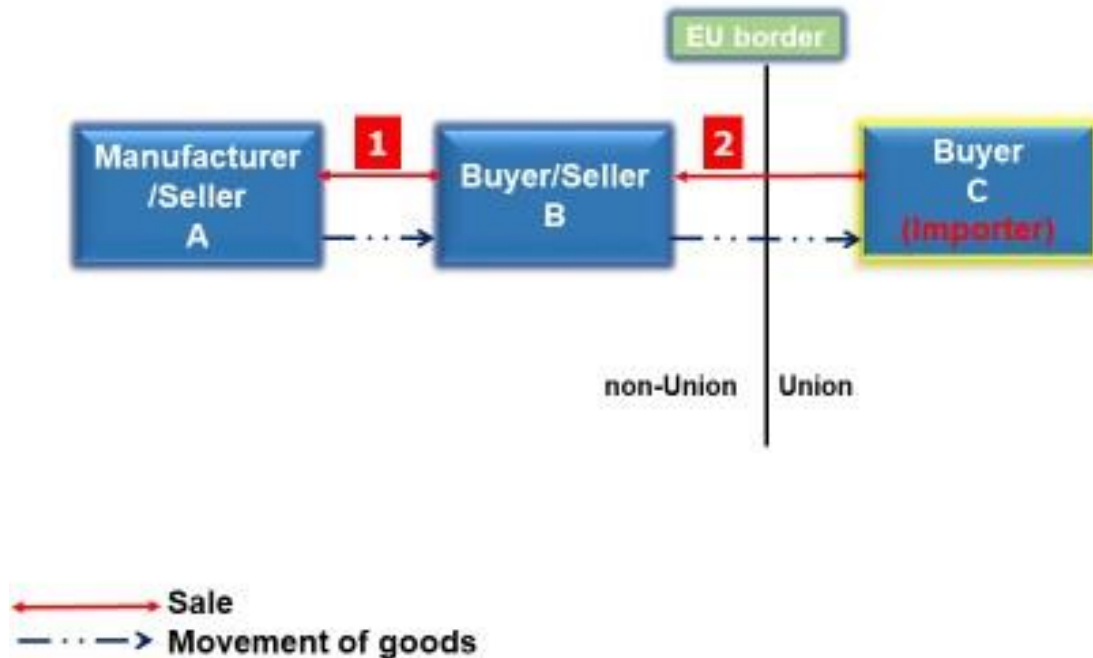 EU border
Manufacturer
/Seller
A
1
Buyer/Seller
B
2
Buyer
C
(Importer)
non-Union
Union
Sale
Movement of goods